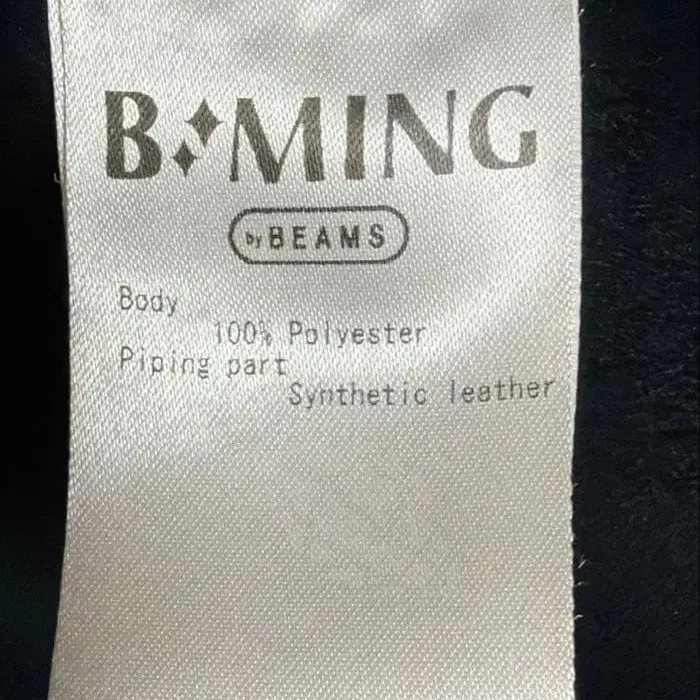 B MING
by BEAMS
Body
100% Polyester
Piping part
Synthetic leather